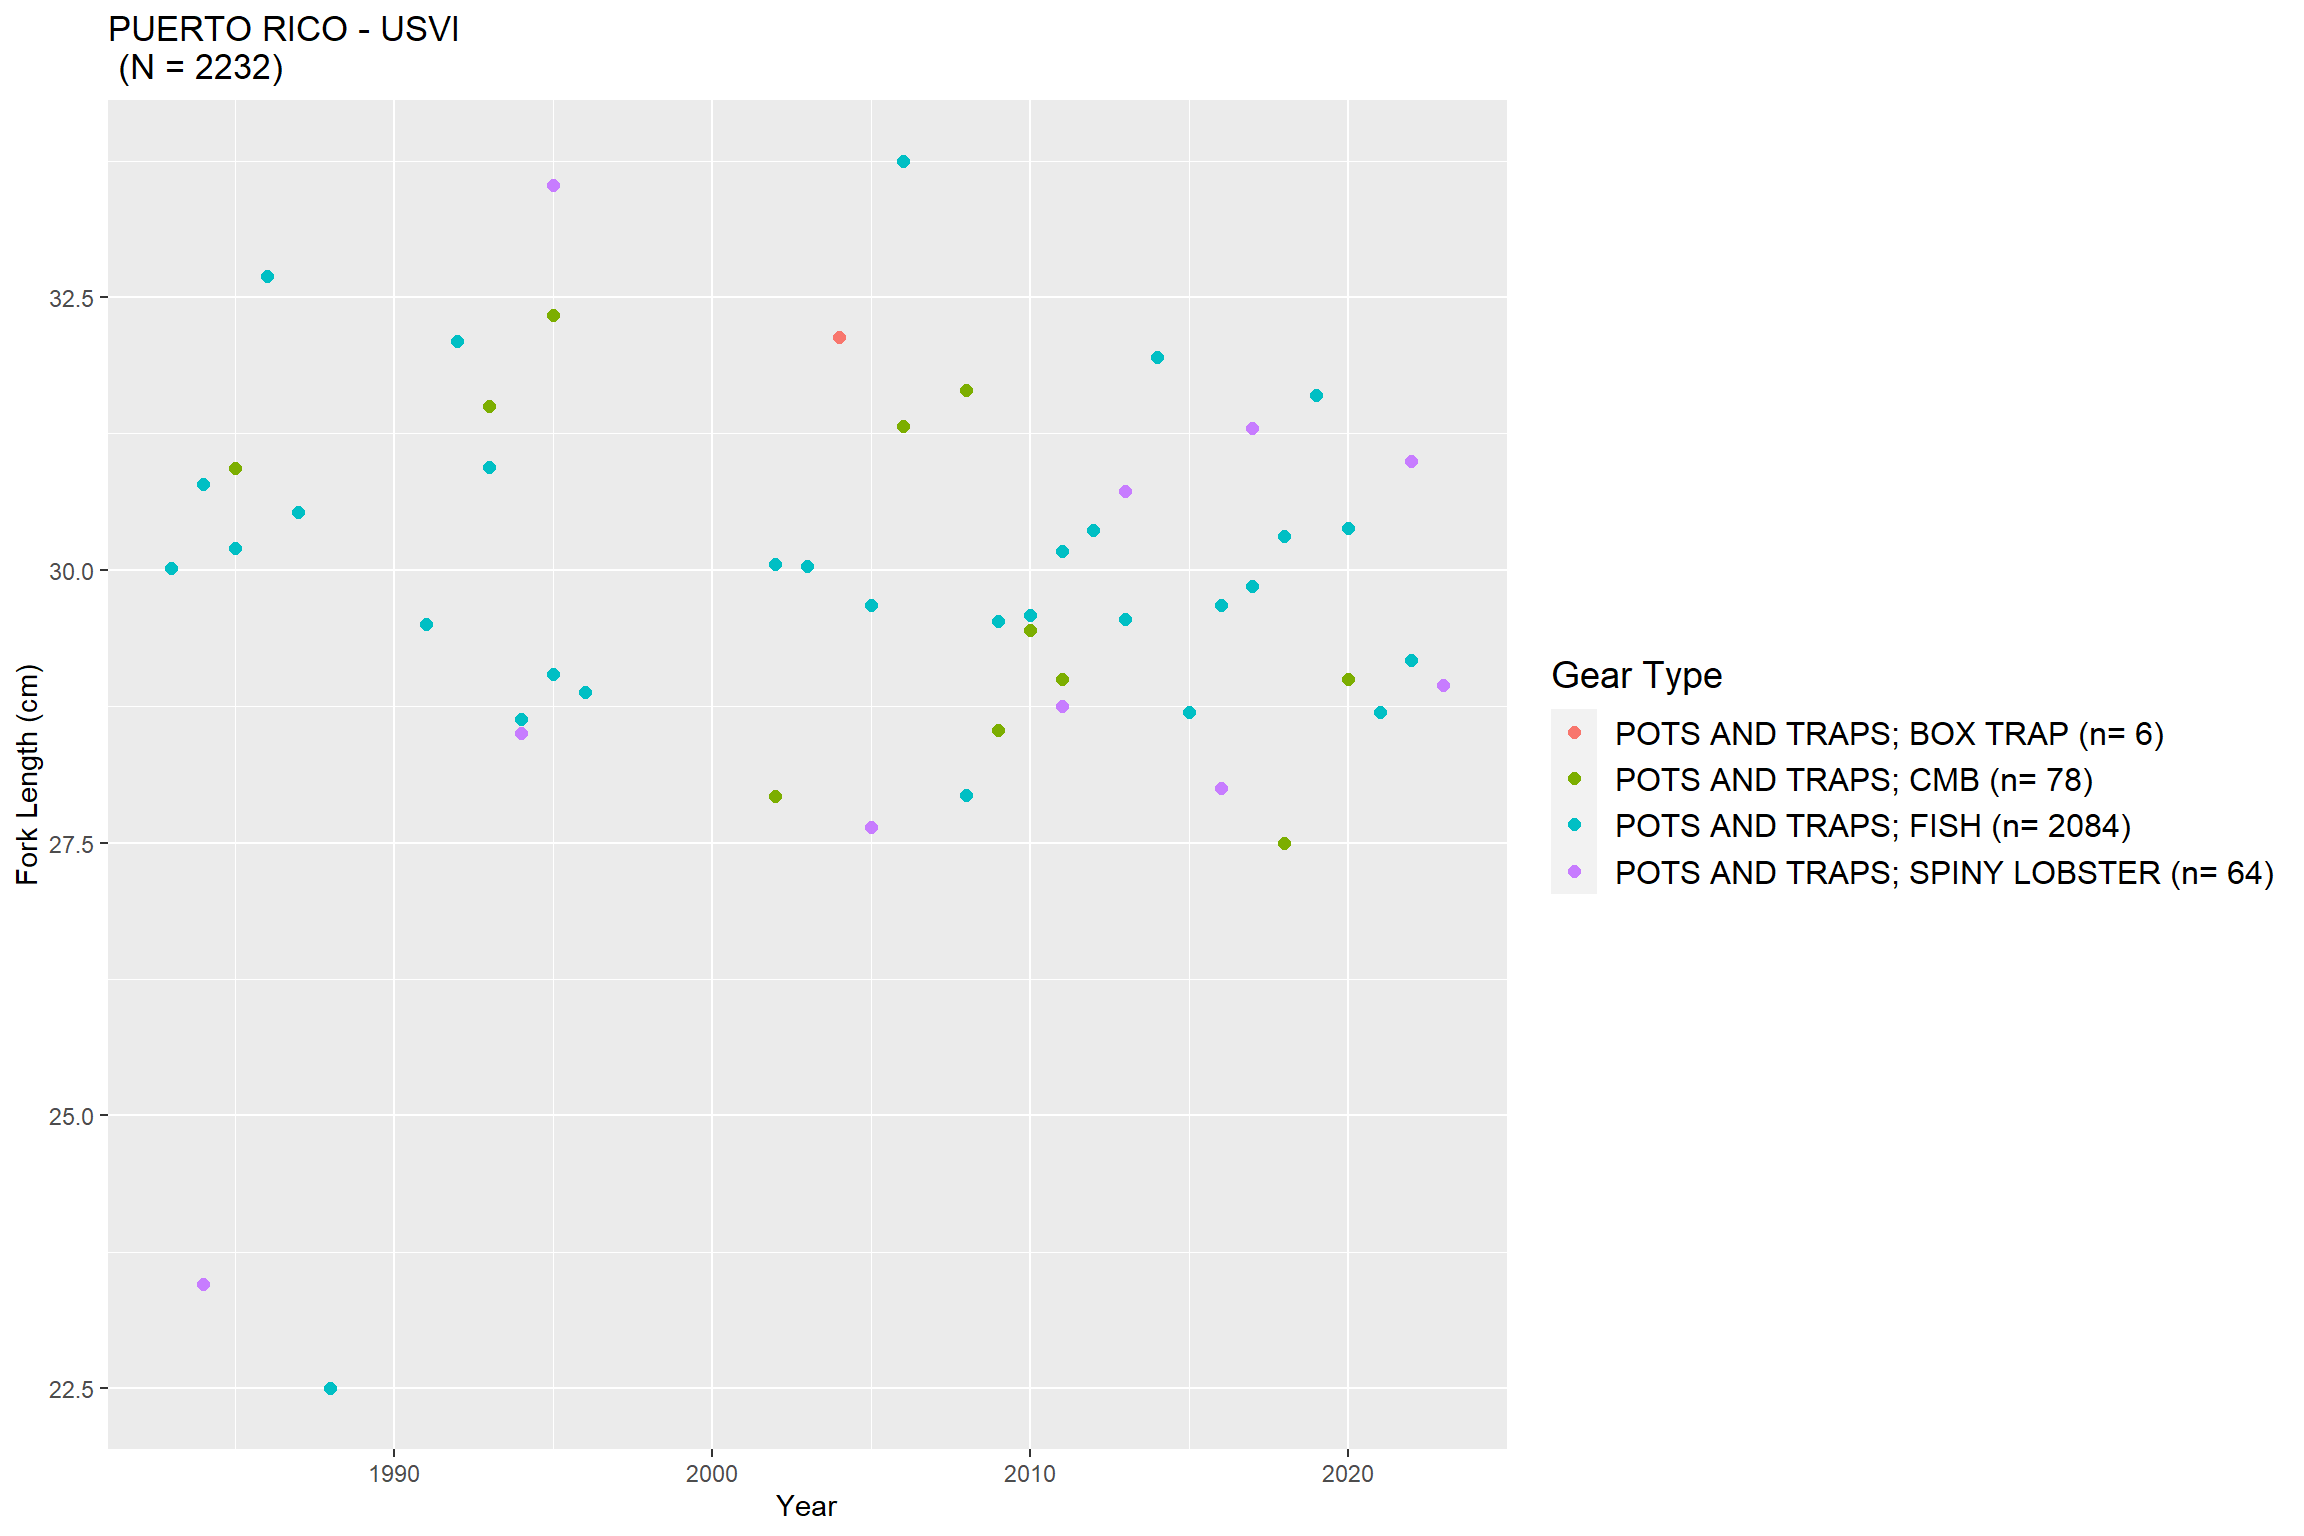 PUERTO RICO - USVI
(N = 2232)
32.5
30.0
27.5
25.0
22.5
Fork Length (cm)
1990 2000 2010 2020
Year
Gear Type
POTS AND TRAPS; BOX TRAP (n= 6)
POTS AND TRAPS; CMB (n= 78)
POTS AND TRAPS; FISH (n= 2084)
POTS AND TRAPS; SPINY LOBSTER (n= 64)